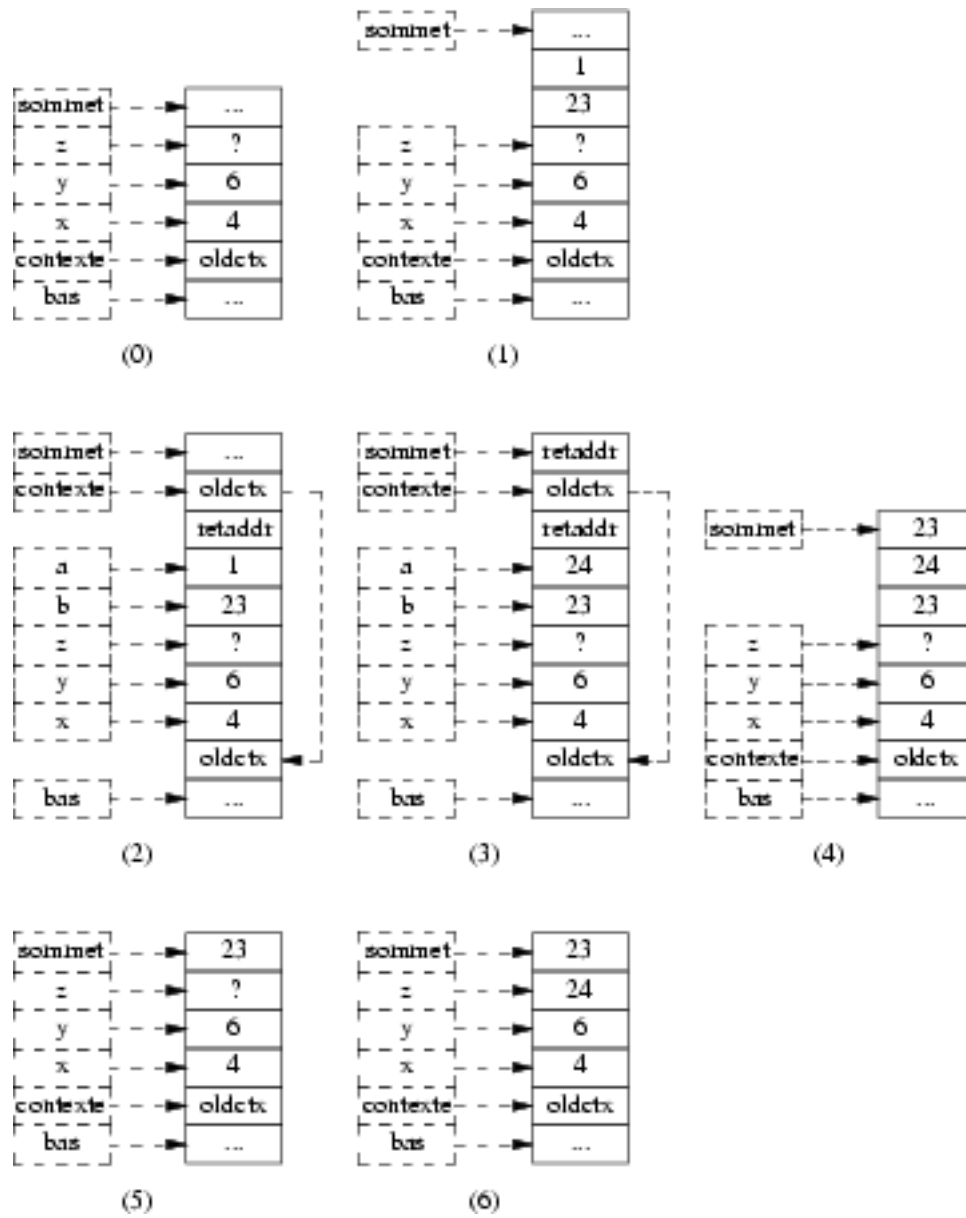 sommet ...
1
sommet ... 23
z ? z ?
y 6 y 6
x 4 x 4
contexte oldctx contexte oldctx
bas ... bas ...
(0) (1)
sommet ... sommet retaddr
contexte oldctx contexte oldctx
retaddr retaddr sommet 23
a 1 a 24 24
b 23 b 23 23
z ? z ? z ?
y 6 y 6 y 6
x 4 x 4 x 4
oldctx oldctx contexte oldctx
bas ... bas ... bas ...
(2) (3) (4)
sommet 23 sommet 23
z ? z 24
y 6 y 6
x 4 x 4
contexte oldctx contexte oldctx
bas ... bas ...
(5) (6)